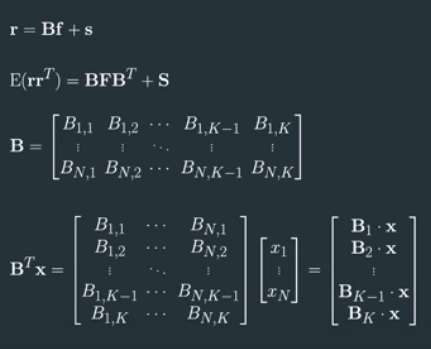 r = Bf + s
E(rr^T) = BFB^T + S
B = [B_{1,1} B_{1,2} ⋯ B_{1,K−1} B_{1,K}
⋮ ⋮ ⋱ ⋮ ⋮
B_{N,1} B_{N,2} ⋯ B_{N,K−1} B_{N,K}]
B^T x = [B_{1,1} ⋯ B_{N,1}
B_{1,2} ⋯ B_{N,2}
⋮ ⋱ ⋮
B_{1,K−1} ⋯ B_{N,K−1}
B_{1,K} ⋯ B_{N,K}] [x_1
⋮
x_N] = [B_1 · x
B_2 · x
⋮
B_{K−1} · x
B_K · x]